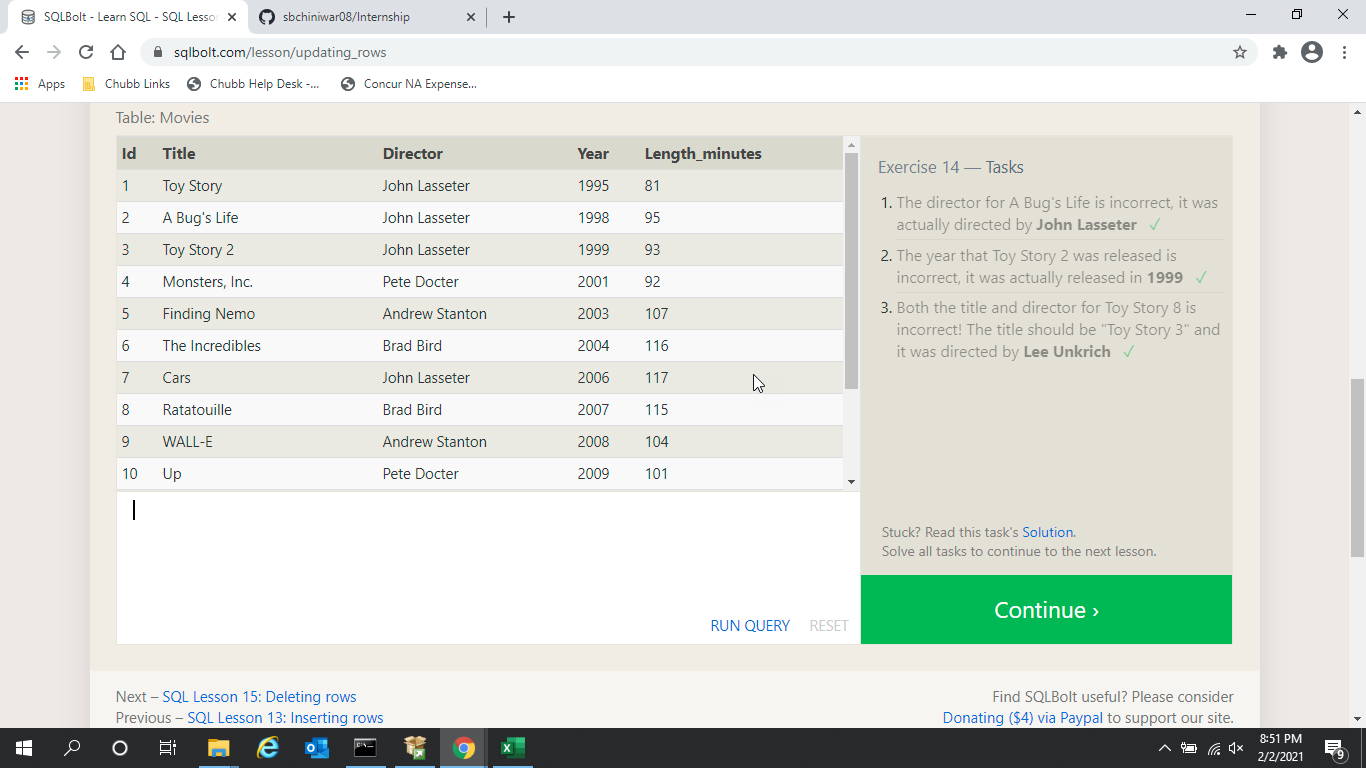 SQLBolt - Learn SQL - SQL Lesson
sbchiniwar08/Internship
sqlbolt.com/lesson/updating_rows
Apps
Chubb Links
Chubb Help Desk -...
Concur NA Expense...
Table: Movies
Id Title Director Year Length_minutes
1 Toy Story John Lasseter 1995 81
2 A Bug's Life John Lasseter 1998 95
3 Toy Story 2 John Lasseter 1999 93
4 Monsters, Inc. Pete Docter 2001 92
5 Finding Nemo Andrew Stanton 2003 107
6 The Incredibles Brad Bird 2004 116
7 Cars John Lasseter 2006 117
8 Ratatouille Brad Bird 2007 115
9 WALL-E Andrew Stanton 2008 104
10 Up Pete Docter 2009 101
RUN QUERY RESET
Exercise 14 — Tasks
1. The director for A Bug's Life is incorrect, it was
actually directed by John Lasseter ✓
2. The year that Toy Story 2 was released is
incorrect, it was actually released in 1999 ✓
3. Both the title and director for Toy Story 8 is
incorrect! The title should be "Toy Story 3" and
it was directed by Lee Unkrich ✓
Stuck? Read this task's Solution.
Solve all tasks to continue to the next lesson.
Continue ›
Next – SQL Lesson 15: Deleting rows
Previous – SQL Lesson 13: Inserting rows
Find SQLBolt useful? Please consider
Donating ($4) via Paypal to support our site.
8:51 PM
2/2/2021
9